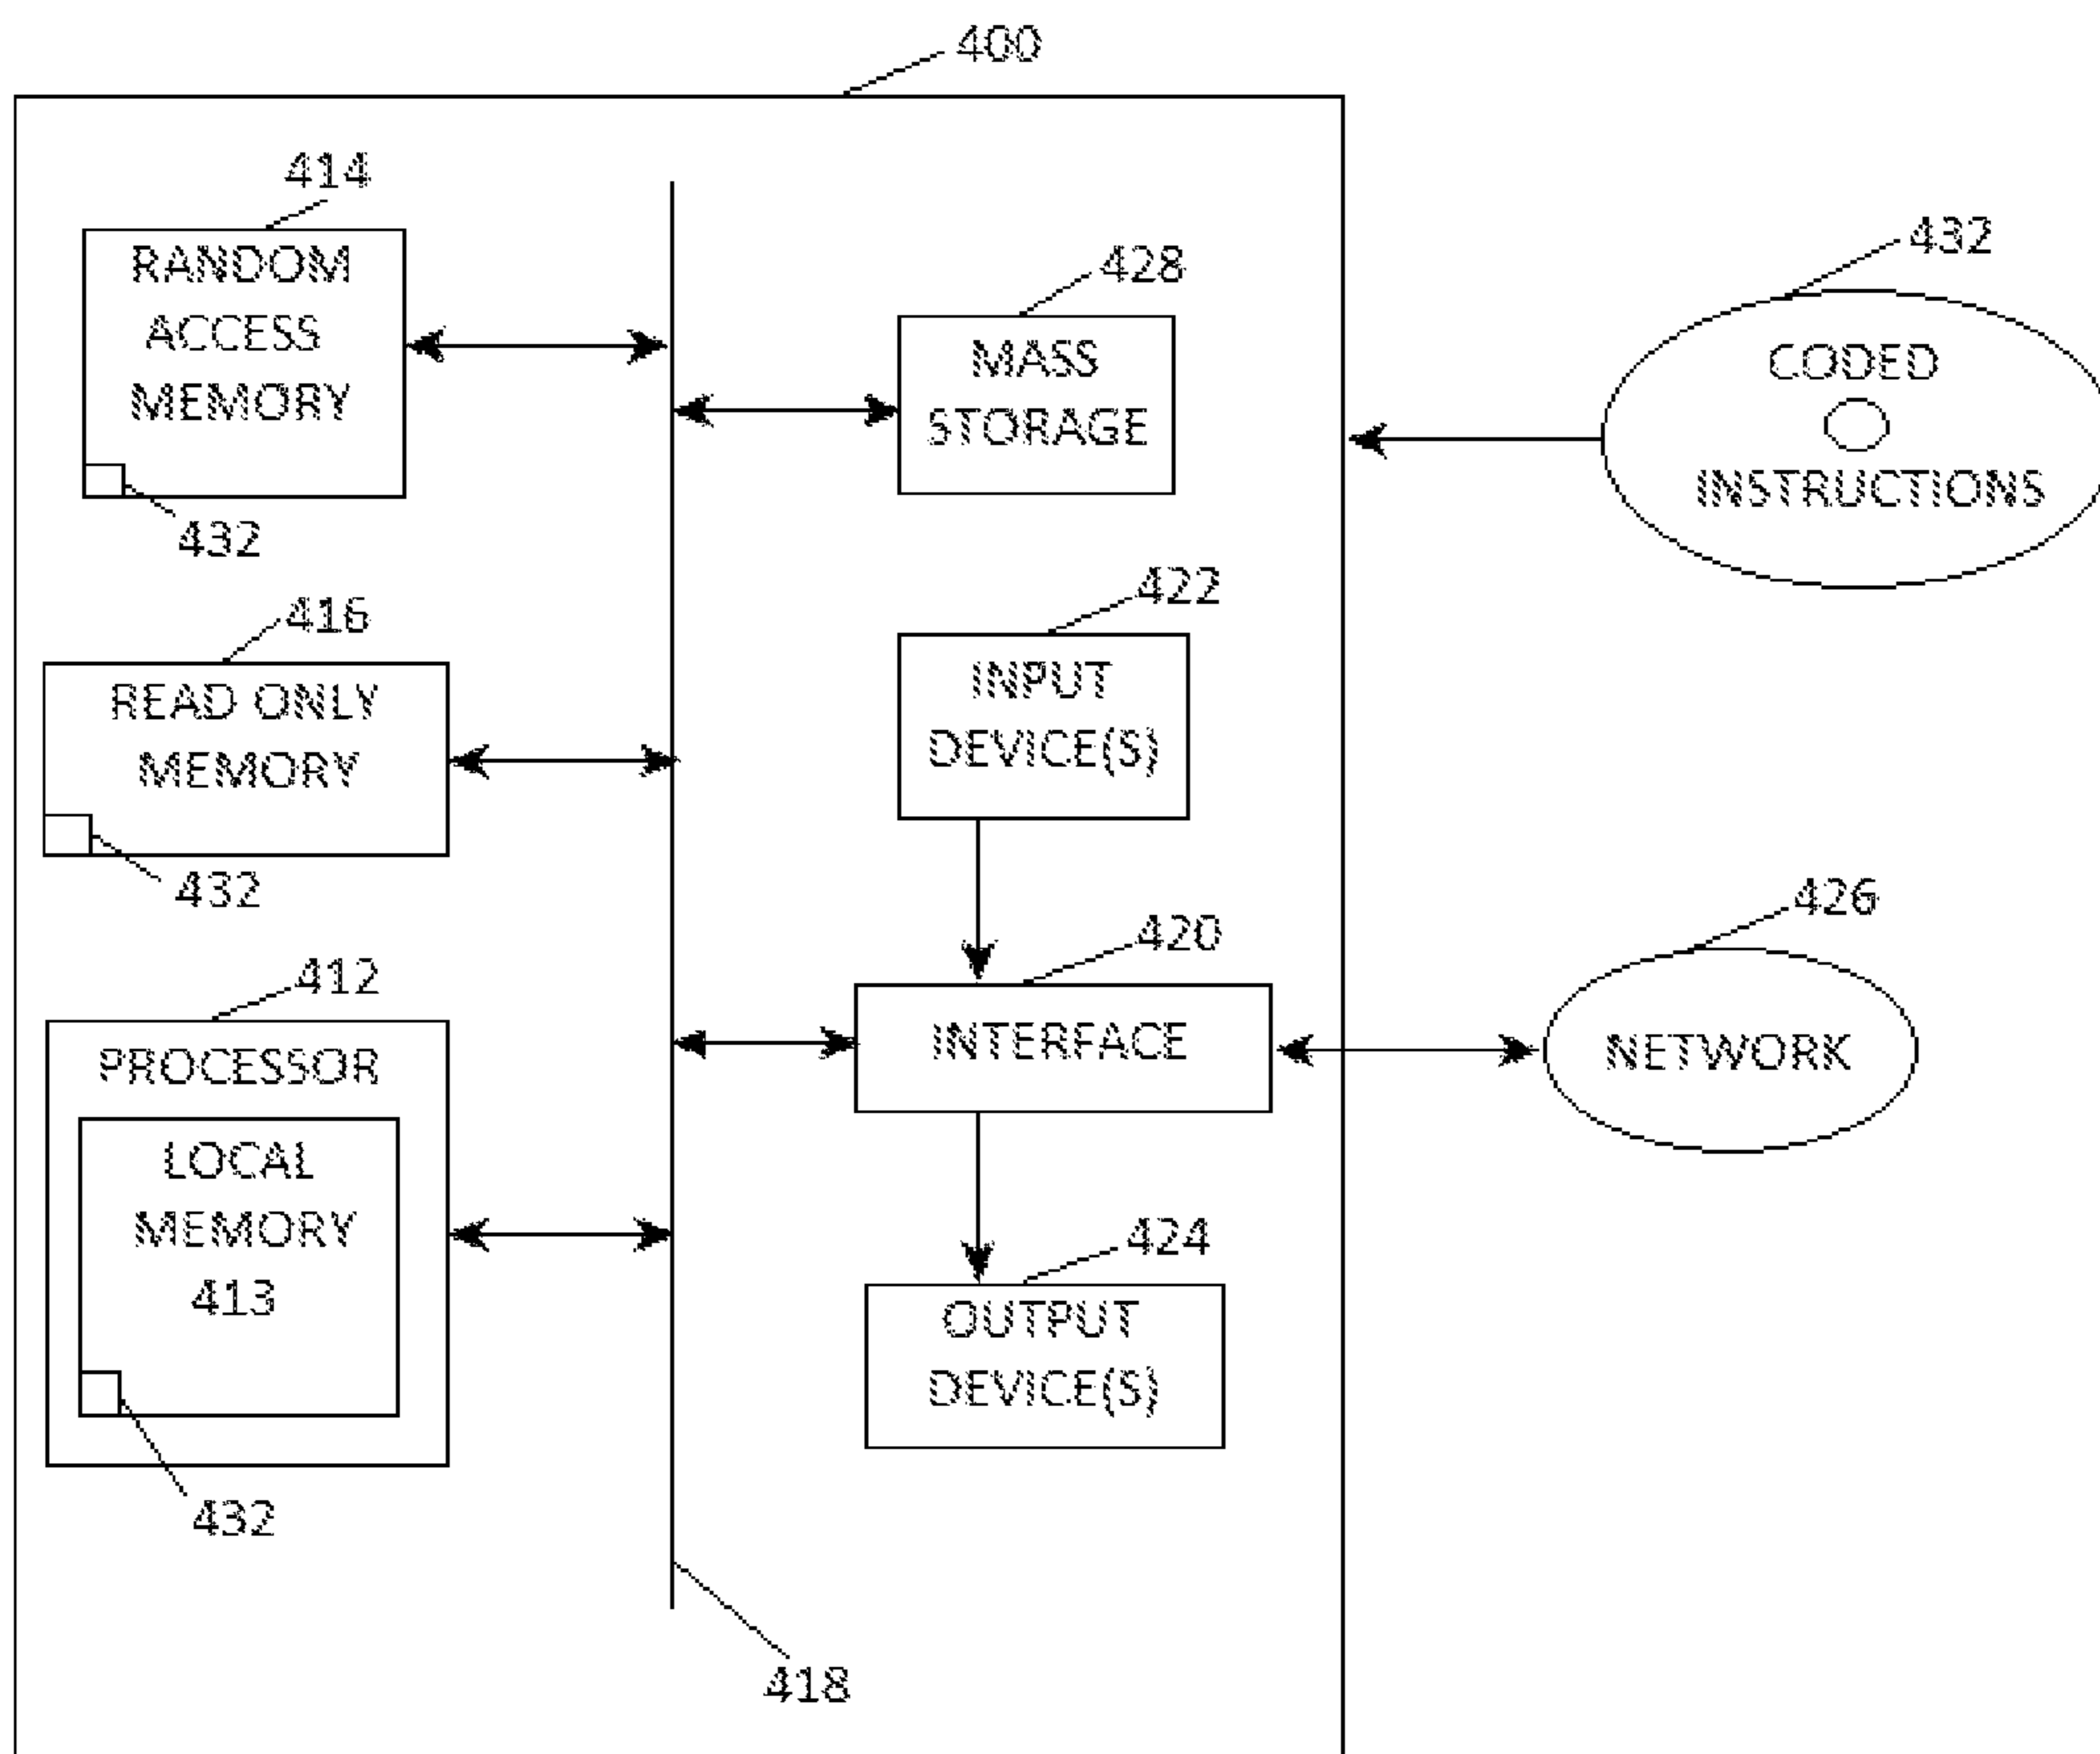 400
414
RANDOM
ACCESS
MEMORY
432
428
MASS
STORAGE
432
CODED
INSTRUCTIONS
416
READ ONLY
MEMORY
432
422
INPUT
DEVICE(S)
412
PROCESSOR
LOCAL
MEMORY
413
432
420
INTERFACE
426
NETWORK
424
OUTPUT
DEVICE(S)
418